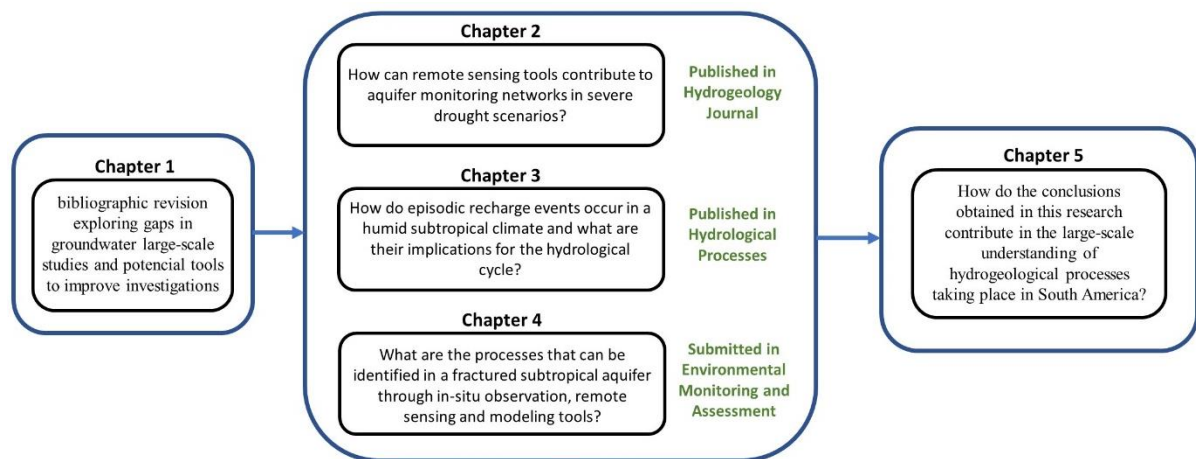 Chapter 1
bibliographic revision
exploring gaps in
groundwater large-scale
studies and potencial tools
to improve investigations
Chapter 2
How can remote sensing tools contribute to
aquifer monitoring networks in severe
drought scenarios?
Published in
Hydrogeology
Journal
Chapter 3
How do episodic recharge events occur in a
humid subtropical climate and what are
their implications for the hydrological
cycle?
Published in
Hydrological
Processes
Chapter 4
What are the processes that can be
identified in a fractured subtropical aquifer
through in-situ observation, remote
sensing and modeling tools?
Submitted in
Environmental
Monitoring and
Assessment
Chapter 5
How do the conclusions
obtained in this research
contribute in the large-scale
understanding of
hydrogeological processes
taking place in South America?